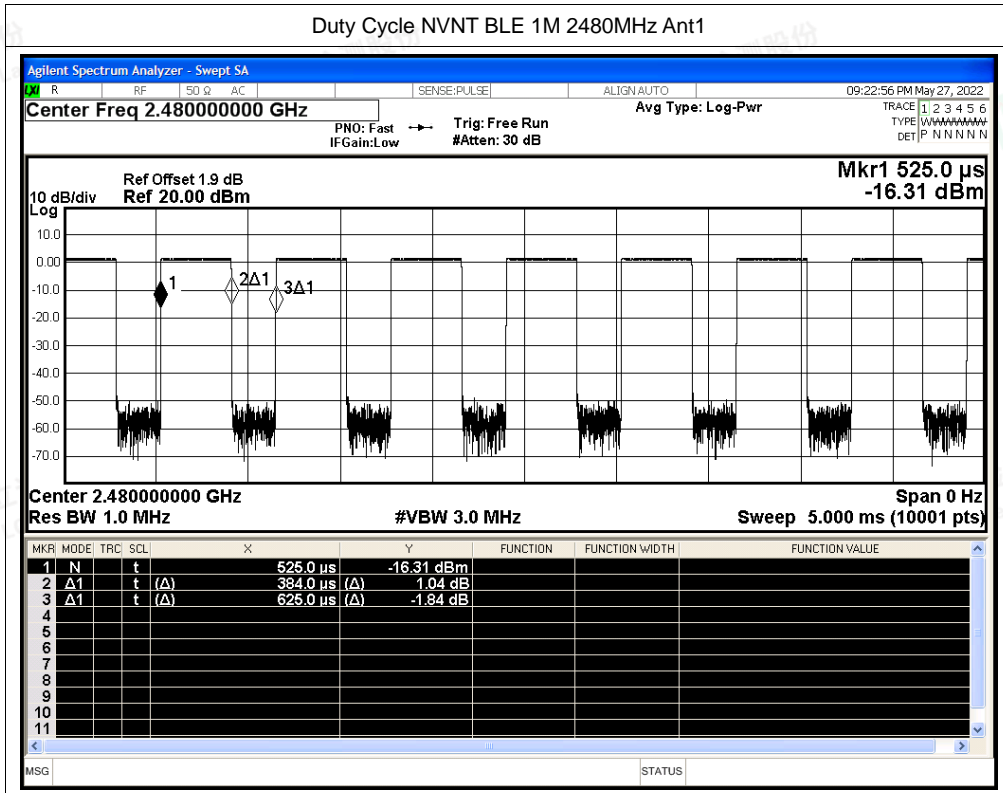 Duty Cycle NVNT BLE 1M 2480MHz Ant1
Agilent Spectrum Analyzer - Swept SA
LXI R RF 50 Ω AC SENSE:PULSE ALIGN AUTO 09:22:56 PM May 27, 2022
Center Freq 2.480000000 GHz
PNO: Fast
IFGain:Low
Trig: Free Run
#Atten: 30 dB
Avg Type: Log-Pwr
TRACE 1 2 3 4 5 6
TYPE
DET P N N N N N
Mkr1 525.0 µs
-16.31 dBm
Ref Offset 1.9 dB
10 dB/div Ref 20.00 dBm
Log
10.0
0.00
-10.0
-20.0
-30.0
-40.0
-50.0
-60.0
-70.0
1
2Δ1
3Δ1
Center 2.480000000 GHz Span 0 Hz
Res BW 1.0 MHz #VBW 3.0 MHz Sweep 5.000 ms (10001 pts)
MKR MODE TRC SCL X Y FUNCTION FUNCTION WIDTH FUNCTION VALUE
1 N t 525.0 µs -16.31 dBm
2 Δ1 t (Δ) 384.0 µs (Δ) 1.04 dB
3 Δ1 t (Δ) 625.0 µs (Δ) -1.84 dB
4
5
6
7
8
9
10
11
MSG STATUS